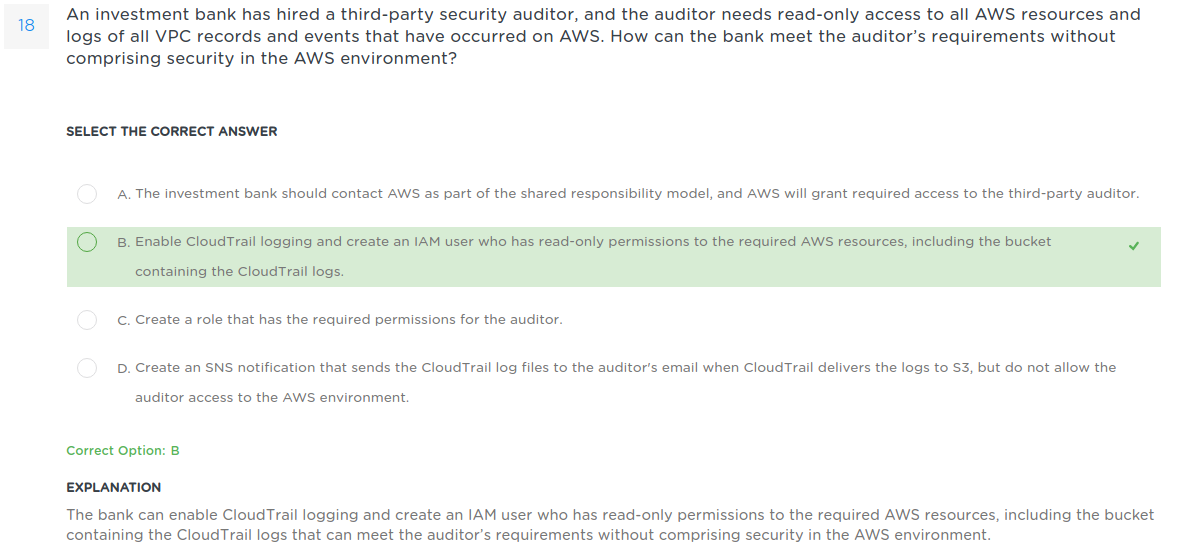 18
An investment bank has hired a third-party security auditor, and the auditor needs read-only access to all AWS resources and
logs of all VPC records and events that have occurred on AWS. How can the bank meet the auditor’s requirements without
comprising security in the AWS environment?
SELECT THE CORRECT ANSWER
A. The investment bank should contact AWS as part of the shared responsibility model, and AWS will grant required access to the third-party auditor.
B. Enable CloudTrail logging and create an IAM user who has read-only permissions to the required AWS resources, including the bucket
containing the CloudTrail logs.
C. Create a role that has the required permissions for the auditor.
D. Create an SNS notification that sends the CloudTrail log files to the auditor's email when CloudTrail delivers the logs to S3, but do not allow the
auditor access to the AWS environment.
Correct Option: B
EXPLANATION
The bank can enable CloudTrail logging and create an IAM user who has read-only permissions to the required AWS resources, including the bucket
containing the CloudTrail logs that can meet the auditor’s requirements without comprising security in the AWS environment.